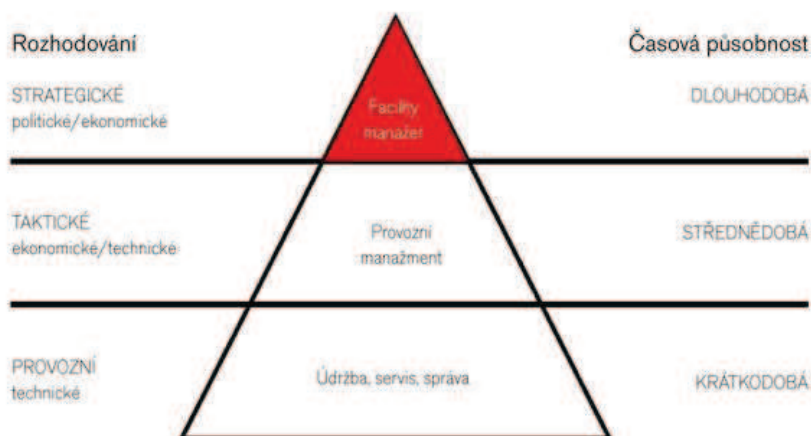 Rozhodování
Časová působnost
STRATEGICKÉ
politické/ekonomické
Facility
manažer
DLOUHODOBÁ
TAKTICKÉ
ekonomické/technické
Provozní
manažment
STŘEDNĚDOBÁ
PROVOZNÍ
technické
Údržba, servis, správa
KRÁTKODOBÁ